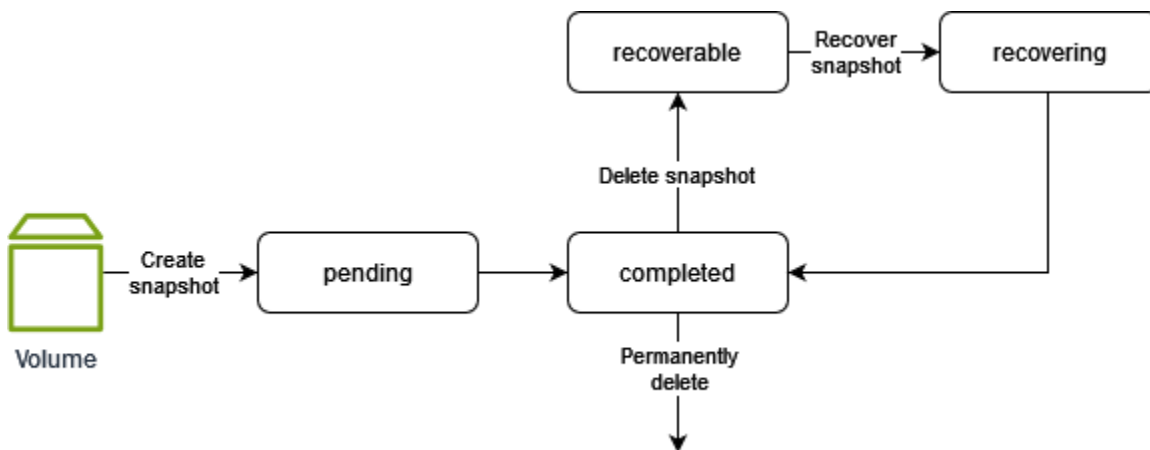 recoverable
Recover
snapshot
recovering
Delete snapshot
Create
snapshot
pending
completed
Volume
Permanently
delete